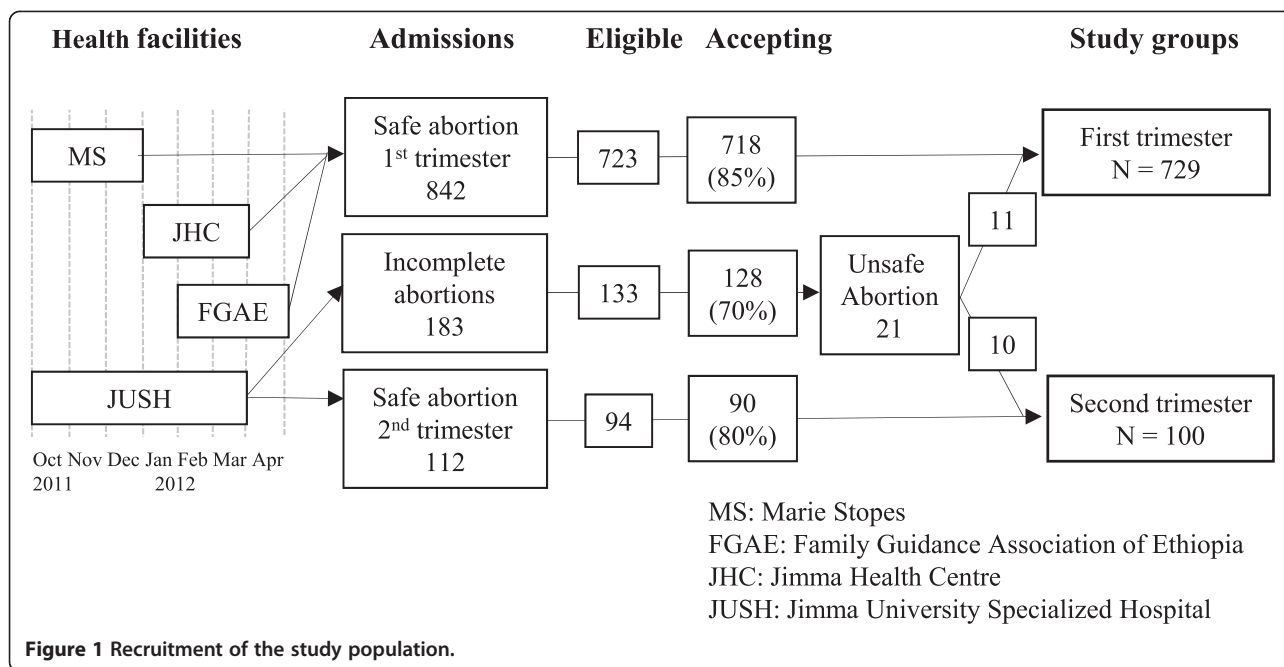 Health facilities
Admissions
Eligible
Accepting
Study groups
MS
JHC
FGAE
JUSH
Oct Nov Dec Jan Feb Mar Apr
2011
2012
Safe abortion
1st trimester
842
723
718
(85%)
First trimester
N = 729
Incomplete
abortions
183
133
128
(70%)
Unsafe
Abortion
21
11
10
Safe abortion
2nd trimester
112
94
90
(80%)
Second trimester
N = 100
MS: Marie Stopes
FGAE: Family Guidance Association of Ethiopia
JHC: Jimma Health Centre
JUSH: Jimma University Specialized Hospital
Figure 1 Recruitment of the study population.